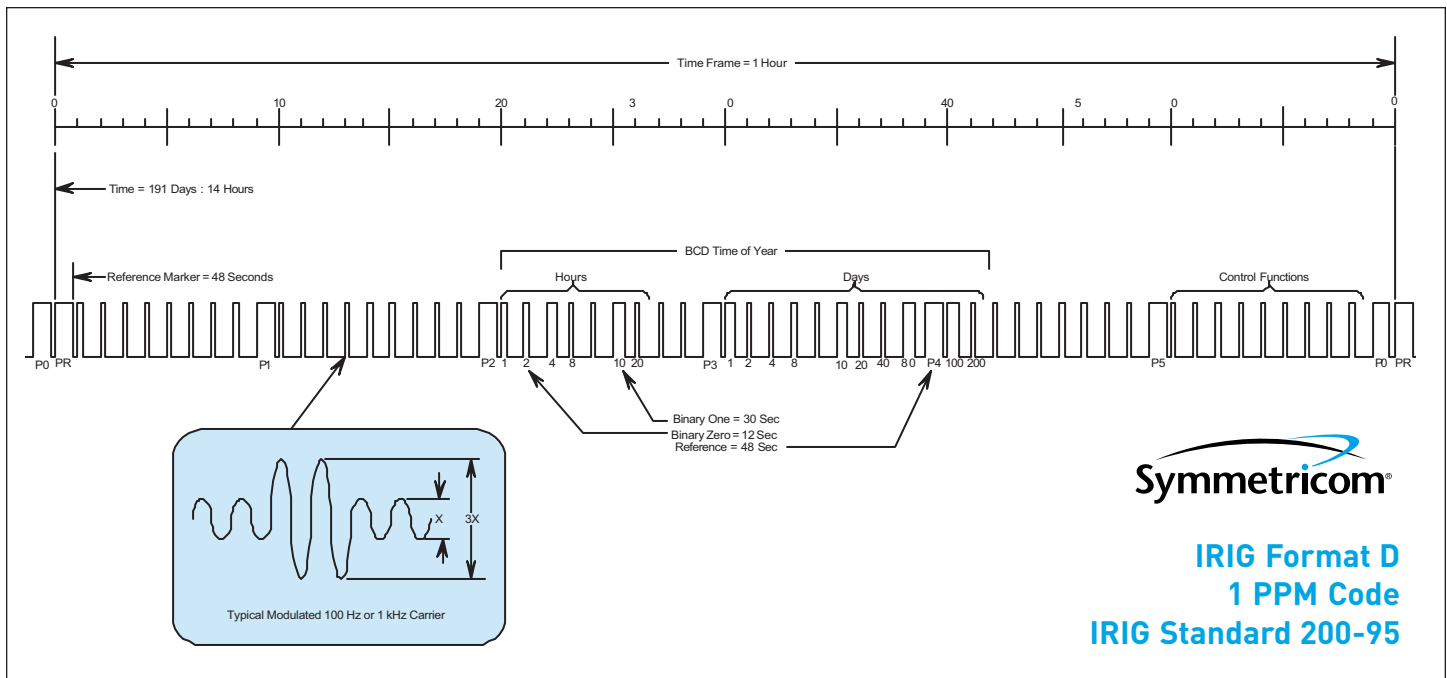 Time Frame = 1 Hour
0 10 20 3 0 40 5 0 0
Time = 191 Days : 14 Hours
BCD Time of Year
Reference Marker = 48 Seconds
Hours
Days
Control Functions
P0 PR P1 P2 1 2 4 8 10 20 P3 1 2 4 8 10 20 40 8 0 P4 100 200 P5 P0 PR
Binary One = 30 Sec
Binary Zero = 12 Sec
Reference = 48 Sec
X 3X
Typical Modulated 100 Hz or 1 kHz Carrier
Symmetricom®
IRIG Format D
1 PPM Code
IRIG Standard 200-95